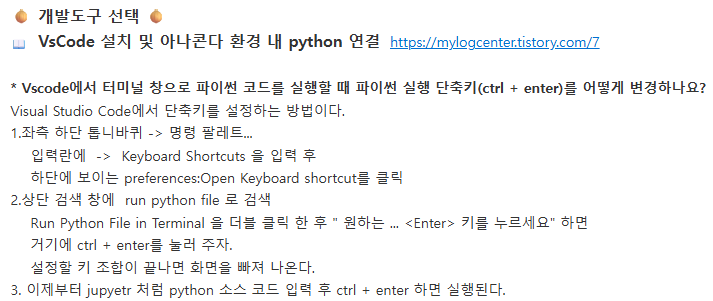 개발도구 선택
VsCode 설치 및 아나콘다 환경 내 python 연결 https://mylogcenter.tistory.com/7
* Vscode에서 터미널 창으로 파이썬 코드를 실행할 때 파이썬 실행 단축키(ctrl + enter)를 어떻게 변경하나요?
Visual Studio Code에서 단축키를 설정하는 방법이다.
1.좌측 하단 톱니바퀴 -> 명령 팔레트...
입력란에 -> Keyboard Shortcuts 을 입력 후
하단에 보이는 preferences:Open Keyboard shortcut를 클릭
2.상단 검색 창에 run python file 로 검색
Run Python File in Terminal 을 더블 클릭 한 후 " 원하는 ... <Enter> 키를 누르세요" 하면
거기에 ctrl + enter를 눌러 주자.
설정할 키 조합이 끝나면 화면을 빠져 나온다.
3. 이제부터 jupyetr 처럼 python 소스 코드 입력 후 ctrl + enter 하면 실행된다.